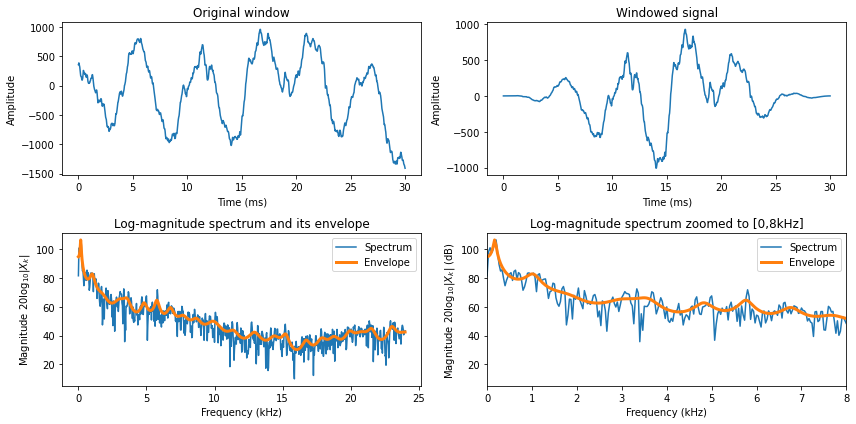 Original window
Amplitude
1000
500
0
−500
−1000
−1500
0 5 10 15 20 25 30
Time (ms)
Windowed signal
Amplitude
1000
500
0
−500
−1000
0 5 10 15 20 25 30
Time (ms)
Log-magnitude spectrum and its envelope
Magnitude 20log₁₀|Xₖ|
100
80
60
40
20
Spectrum
Envelope
0 5 10 15 20 25
Frequency (kHz)
Log-magnitude spectrum zoomed to [0,8kHz]
Magnitude 20log₁₀|Xₖ| (dB)
100
80
60
40
20
Spectrum
Envelope
0 1 2 3 4 5 6 7 8
Frequency (kHz)